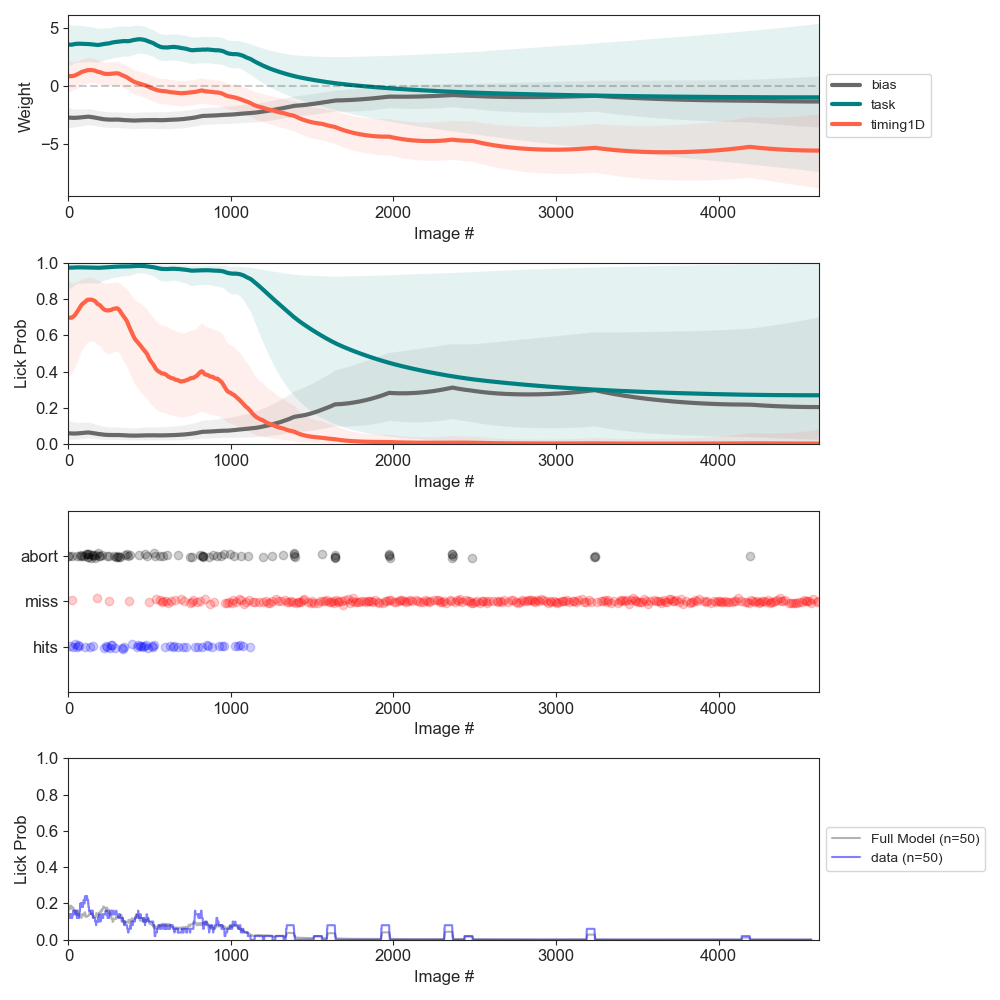 5
0
−5
Weight
0 1000 2000 3000 4000
Image #
bias
task
timing1D
1.0
0.8
0.6
0.4
0.2
0.0
Lick Prob
0 1000 2000 3000 4000
Image #
abort
miss
hits
0 1000 2000 3000 4000
Image #
1.0
0.8
0.6
0.4
0.2
0.0
Lick Prob
0 1000 2000 3000 4000
Image #
Full Model (n=50)
data (n=50)